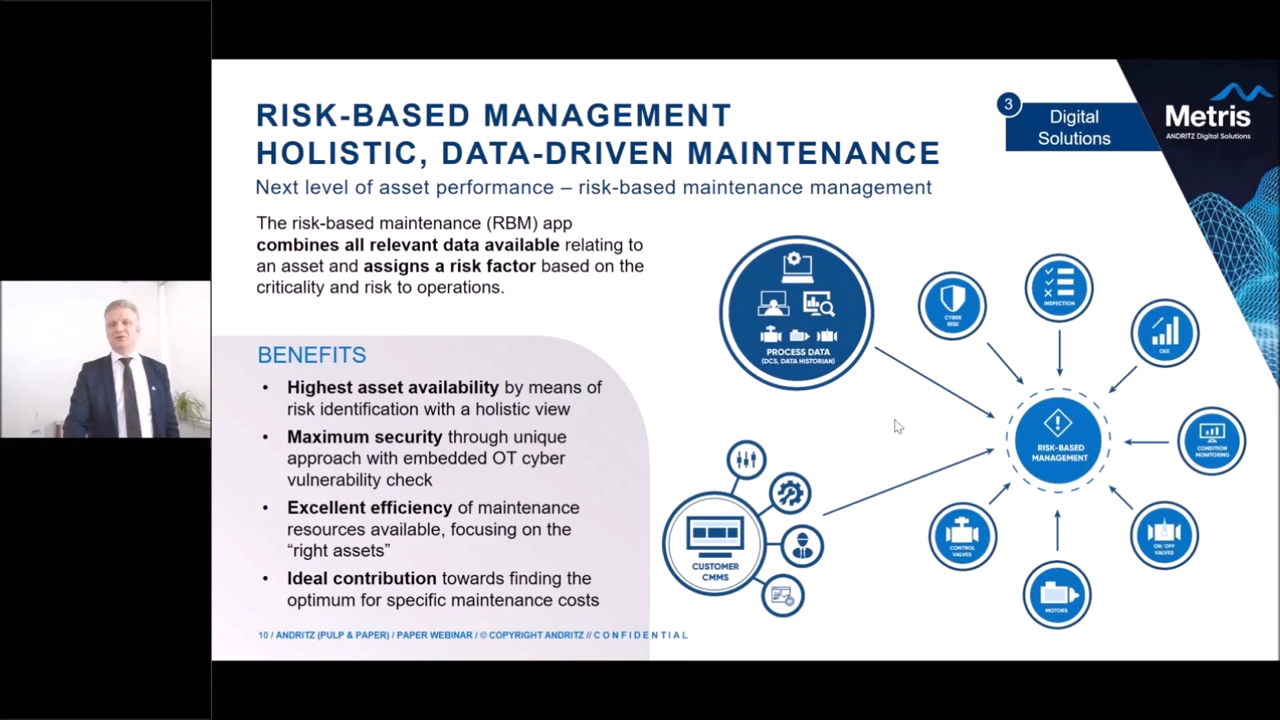 RISK-BASED MANAGEMENT
HOLISTIC, DATA-DRIVEN MAINTENANCE
Next level of asset performance – risk-based maintenance management
3
Digital
Solutions
Metris
ANDRITZ Digital Solutions
The risk-based maintenance (RBM) app
combines all relevant data available relating to
an asset and assigns a risk factor based on the
criticality and risk to operations.
BENEFITS
• Highest asset availability by means of
risk identification with a holistic view
• Maximum security through unique
approach with embedded OT cyber
vulnerability check
• Excellent efficiency of maintenance
resources available, focusing on the
“right assets”
• Ideal contribution towards finding the
optimum for specific maintenance costs
PROCESS DATA
(DCS, DATA HISTORIAN)
CYBER
RISK
INSPECTION
OEE
RISK-BASED
MANAGEMENT
CONDITION
MONITORING
CONTROL
VALVES
ON/OFF
VALVES
MOTORS
CUSTOMER
CMMS
10 / ANDRITZ (PULP & PAPER) / PAPER WEBINAR / © COPYRIGHT ANDRITZ // CONFIDENTIAL